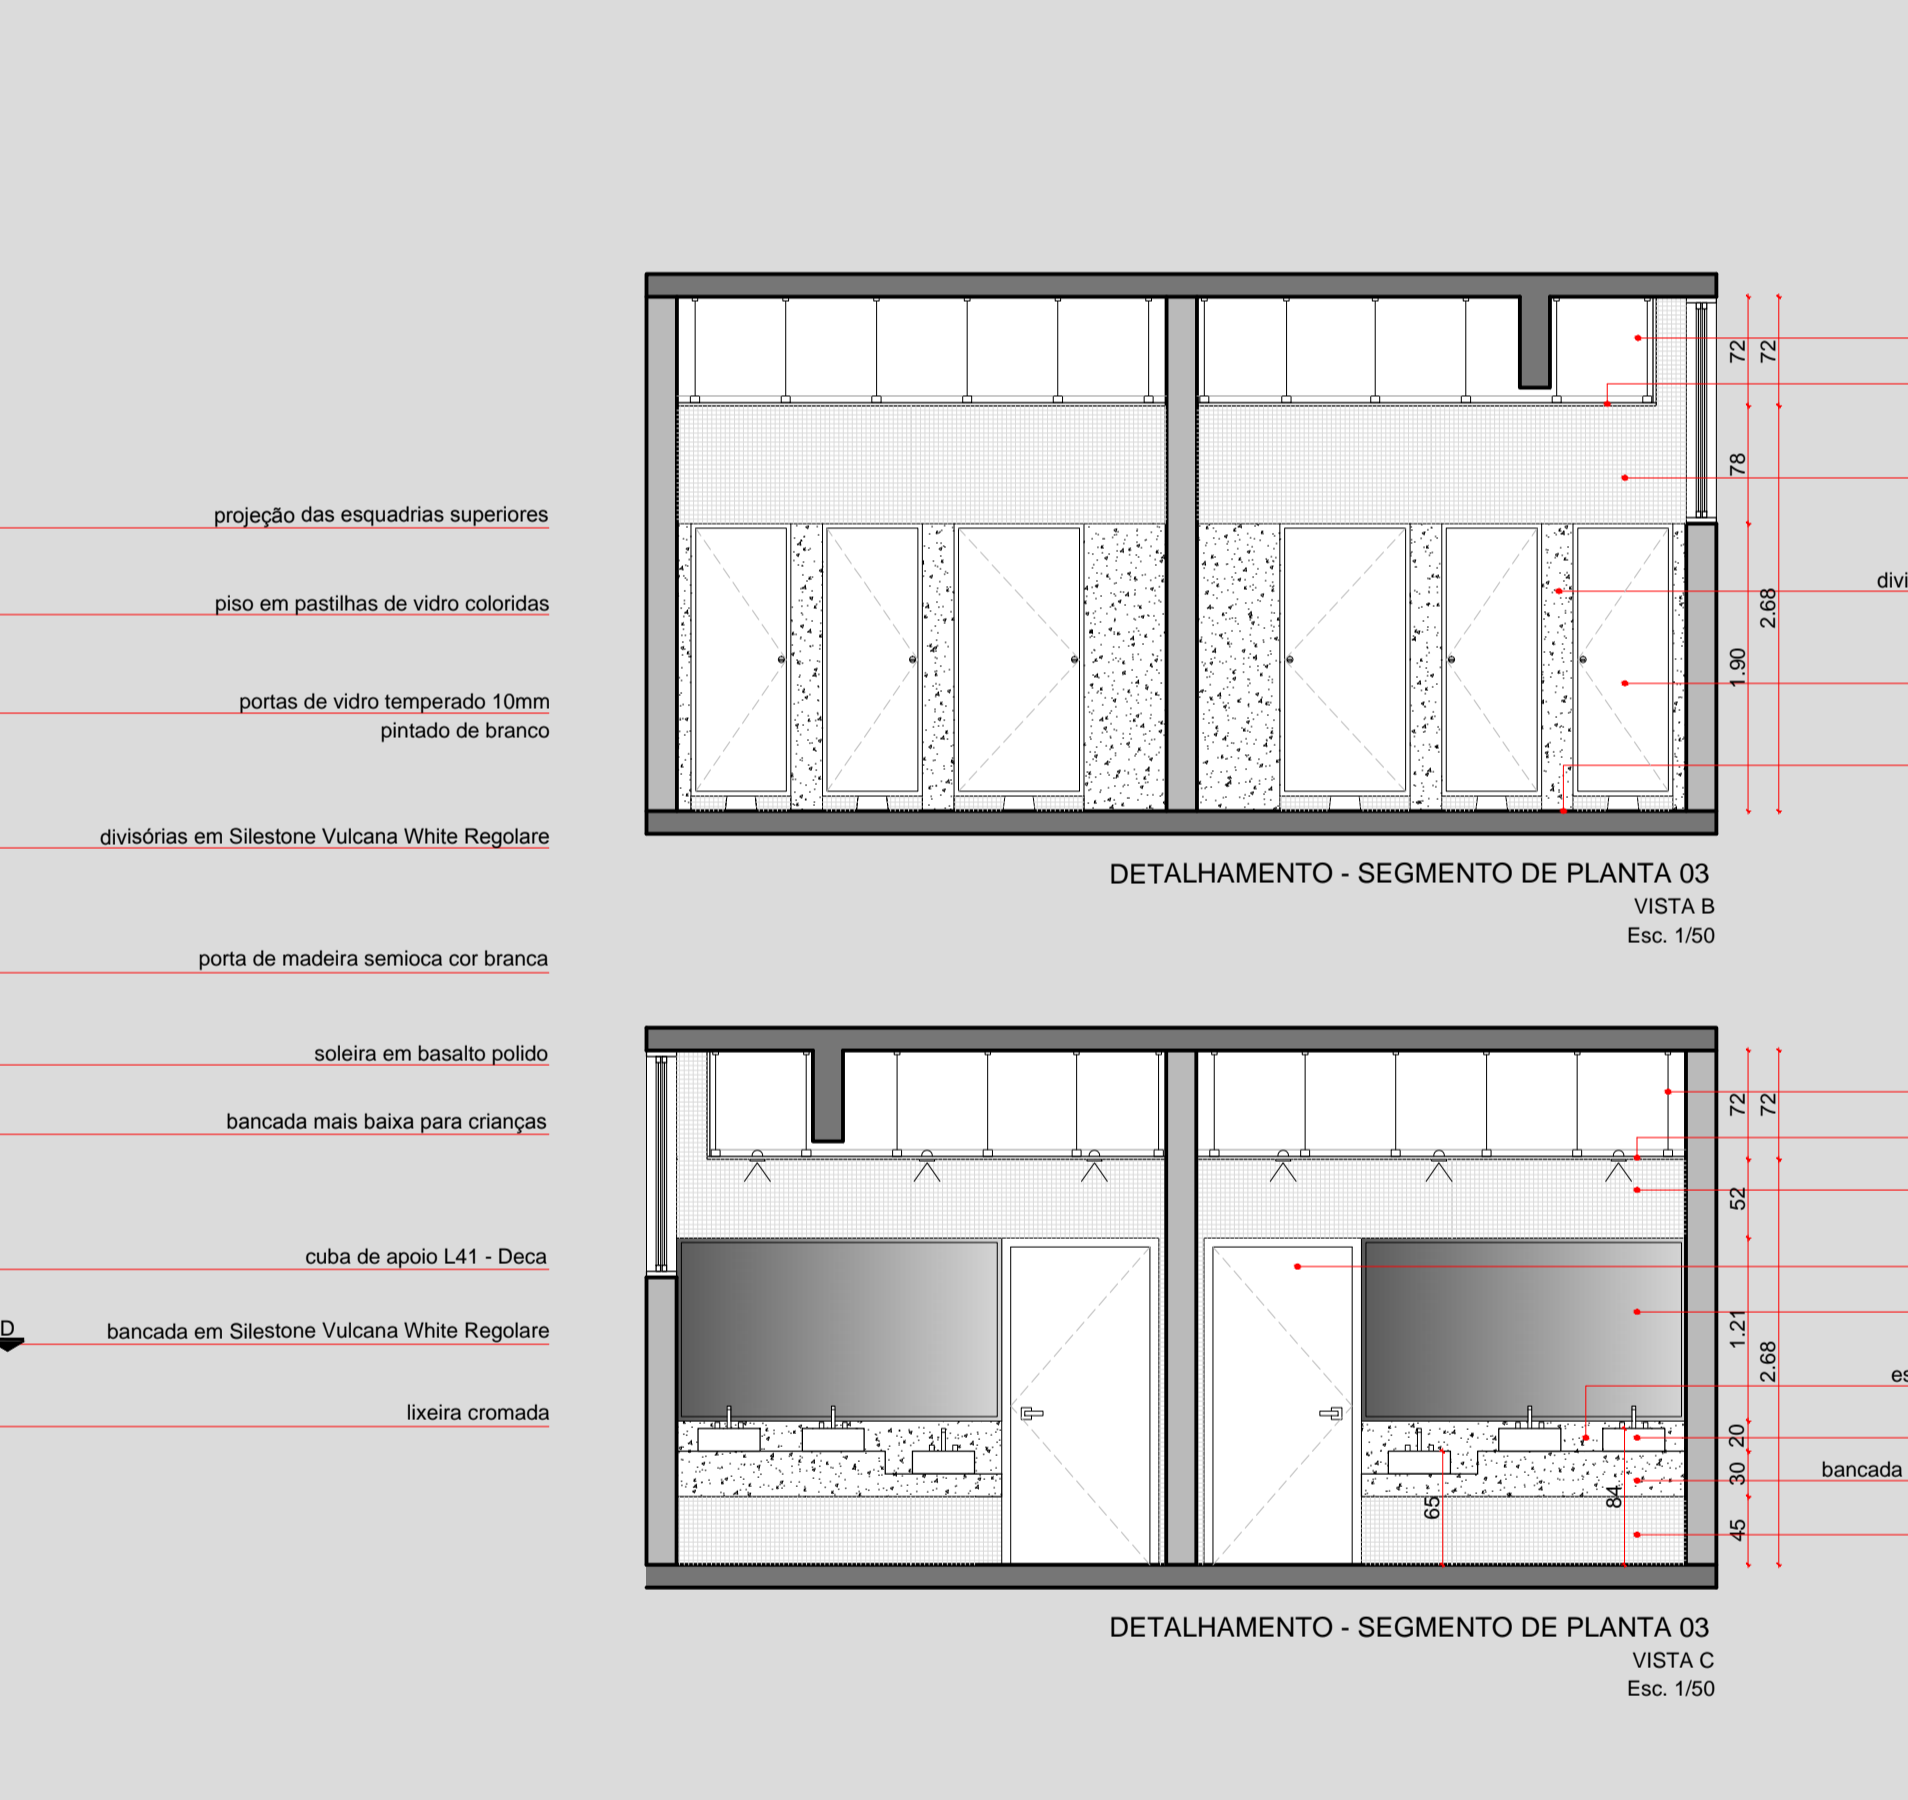 projeção das esquadrias superiores
piso em pastilhas de vidro coloridas
portas de vidro temperado 10mm
pintado de branco
divisórias em Silestone Vulcana White Regolare
porta de madeira semioca cor branca
soleira em basalto polido
bancada mais baixa para crianças
cuba de apoio L41 - Deca
D
bancada em Silestone Vulcana White Regolare
lixeira cromada
72
72
78
2.68
1.90
divi
DETALHAMENTO - SEGMENTO DE PLANTA 03
VISTA B
Esc. 1/50
72
72
52
1.21
2.68
20
30
45
65
84
es
bancada
DETALHAMENTO - SEGMENTO DE PLANTA 03
VISTA C
Esc. 1/50